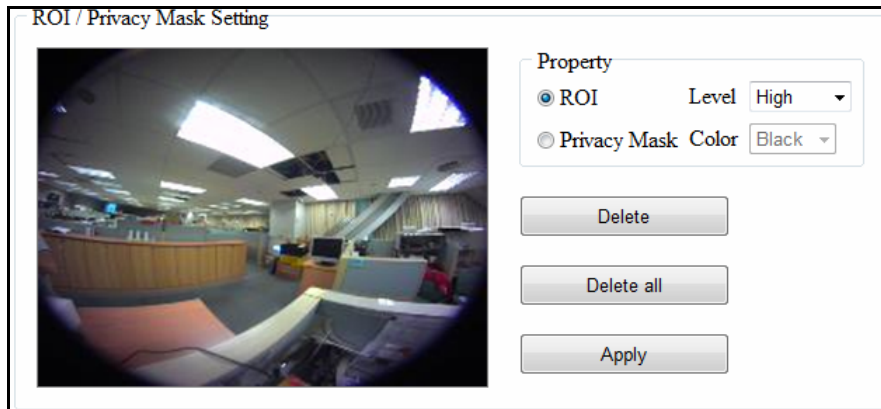 ROI / Privacy Mask Setting
Property
ROI Level High
Privacy Mask Color Black
Delete
Delete all
Apply